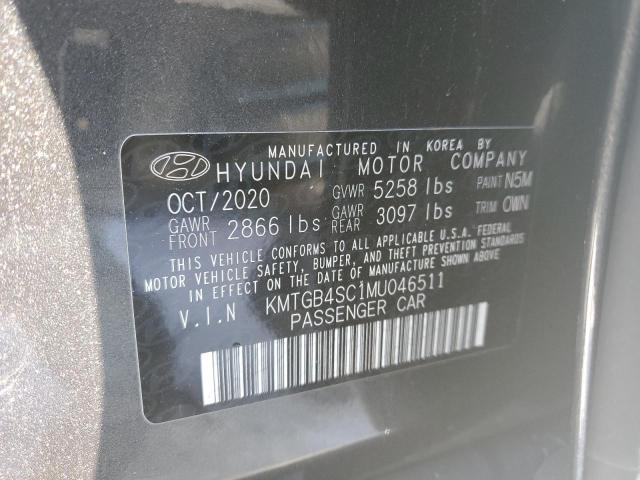 MANUFACTURED IN KOREA BY
HYUNDAI MOTOR COMPANY
OCT/2020 GVWR 5258 lbs PAINT N5M
GAWR FRONT 2866 lbs GAWR REAR 3097 lbs TRIM OWN
THIS VEHICLE CONFORMS TO ALL APPLICABLE U.S.A. FEDERAL
MOTOR VEHICLE SAFETY, BUMPER, AND THEFT PREVENTION STANDARDS
IN EFFECT ON THE DATE OF MANUFACTURE SHOWN ABOVE.
V.I.N KMTGB4SC1MU046511
PASSENGER CAR